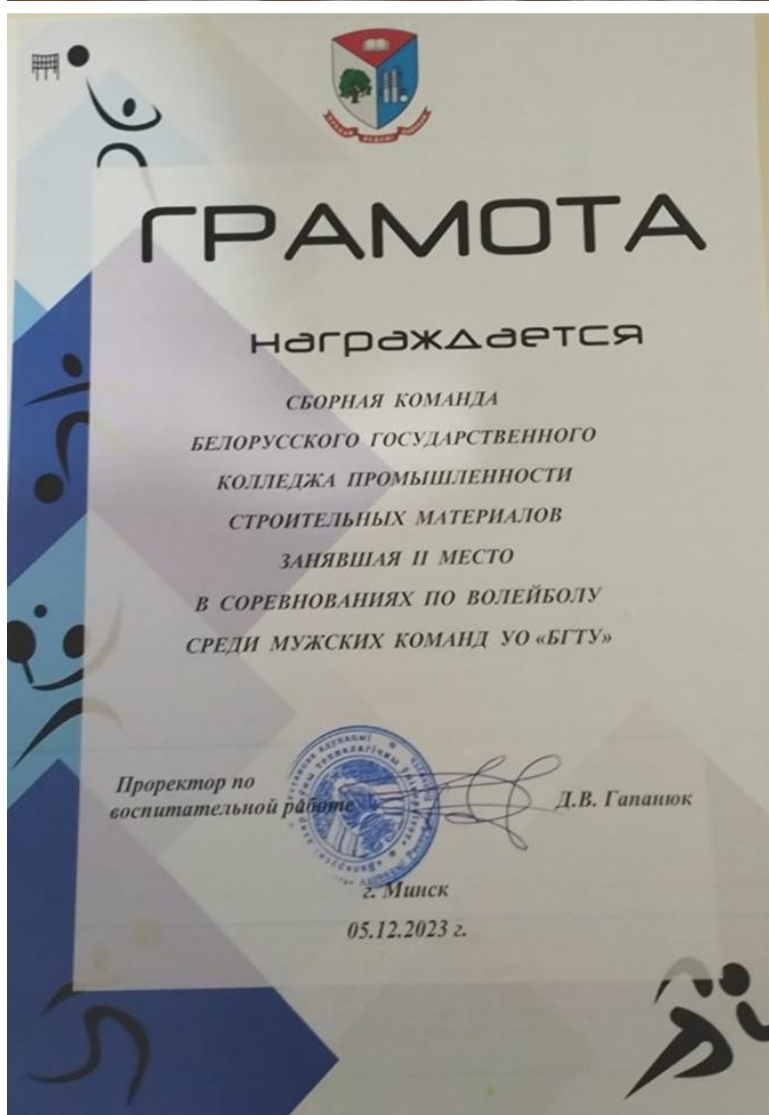 ГРАМОТА
награждается
СБОРНАЯ КОМАНДА
БЕЛОРУССКОГО ГОСУДАРСТВЕННОГО
КОЛЛЕДЖА ПРОМЫШЛЕННОСТИ
СТРОИТЕЛЬНЫХ МАТЕРИАЛОВ
ЗАНЯВШАЯ II МЕСТО
В СОРЕВНОВАНИЯХ ПО ВОЛЕЙБОЛУ
СРЕДИ МУЖСКИХ КОМАНД УО «БГТУ»
Проректор по
воспитательной работе
Д.В. Гапанюк
г. Минск
05.12.2023 г.